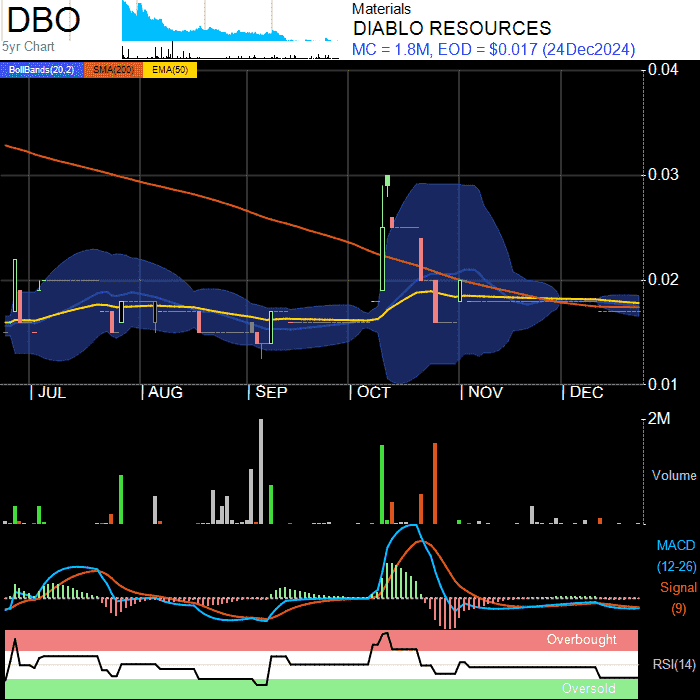 DBO
5yr Chart
Materials
DIABLO RESOURCES
MC = 1.8M, EOD = $0.017 (24Dec2024)
BollBands(20,2) SMA(200) EMA(50)
0.04
0.03
0.02
0.01
JUL AUG SEP OCT NOV DEC
2M
Volume
MACD
(12-26)
Signal
(9)
Overbought
RSI(14)
Oversold